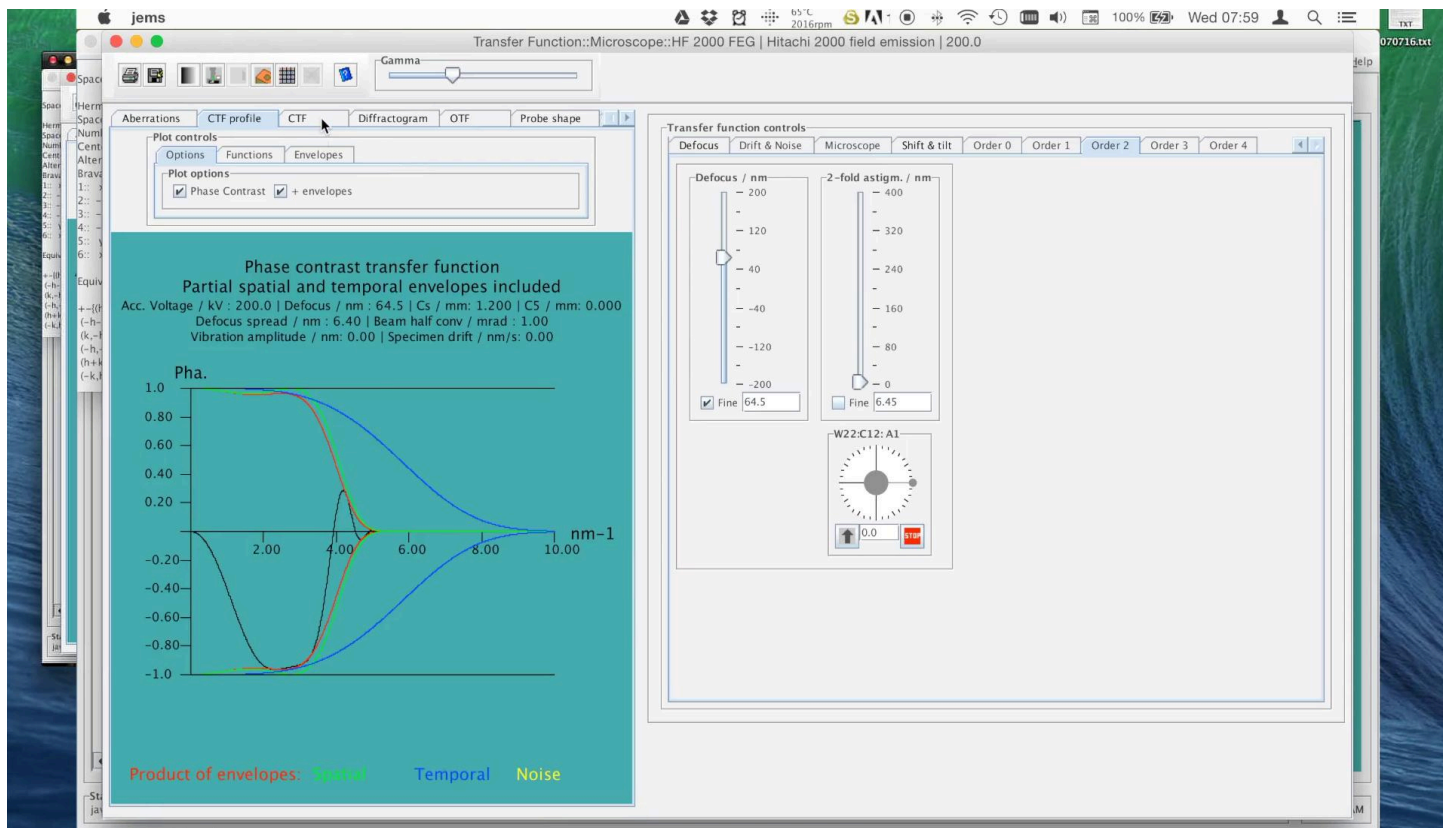 jems
65°C
2016rpm
100%
Wed 07:59
TXT
070716.txt
Transfer Function::Microscope::HF 2000 FEG | Hitachi 2000 field emission | 200.0
Help
Gamma
Aberrations CTF profile CTF Diffractogram OTF Probe shape
Plot controls
Options Functions Envelopes
Plot options
Phase Contrast + envelopes
Phase contrast transfer function
Partial spatial and temporal envelopes included
Acc. Voltage / kV : 200.0 | Defocus / nm : 64.5 | Cs / mm: 1.200 | C5 / mm: 0.000
Defocus spread / nm : 6.40 | Beam half conv / mrad : 1.00
Vibration amplitude / nm: 0.00 | Specimen drift / nm/s: 0.00
Pha.
1.0
0.80
0.60
0.40
0.20
2.00 4.00 6.00 8.00 10.00
nm-1
-0.20
-0.40
-0.60
-0.80
-1.0
Product of envelopes: Spatial Temporal Noise
Transfer function controls
Defocus Drift & Noise Microscope Shift & tilt Order 0 Order 1 Order 2 Order 3 Order 4
Defocus / nm
200
120
40
-40
-120
-200
Fine 64.5
2-fold astigm. / nm
400
320
240
160
80
0
Fine 6.45
W22:C12: A1
0.0
STOP